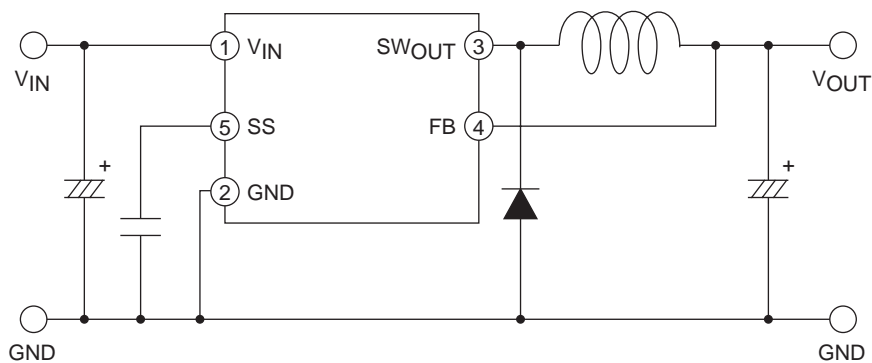 1 VIN SWOUT 3
VIN VOUT
5 SS FB 4
+ +
2 GND
GND GND